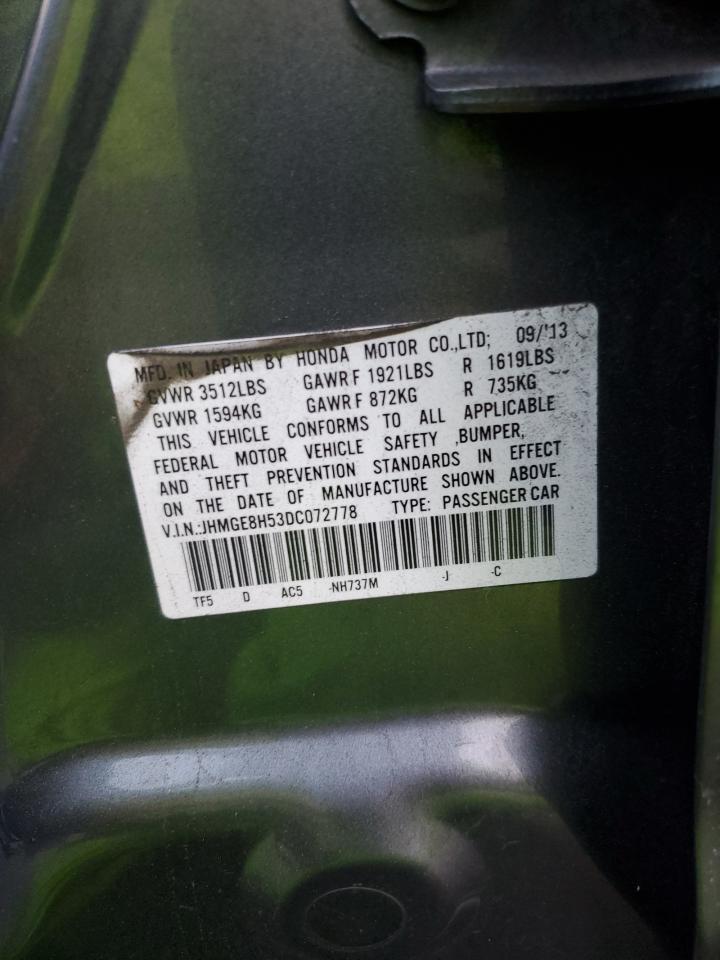 MFD. IN JAPAN BY HONDA MOTOR CO.,LTD; 09/'13
GVWR 3512LBS GAWR F 1921LBS R 1619LBS
GVWR 1594KG GAWR F 872KG R 735KG
THIS VEHICLE CONFORMS TO ALL APPLICABLE
FEDERAL MOTOR VEHICLE SAFETY ,BUMPER,
AND THEFT PREVENTION STANDARDS IN EFFECT
ON THE DATE OF MANUFACTURE SHOWN ABOVE.
V.I.N.:JHMGE8H53DC072778 TYPE: PASSENGER CAR
TF5 D AC5 -NH737M -J -C